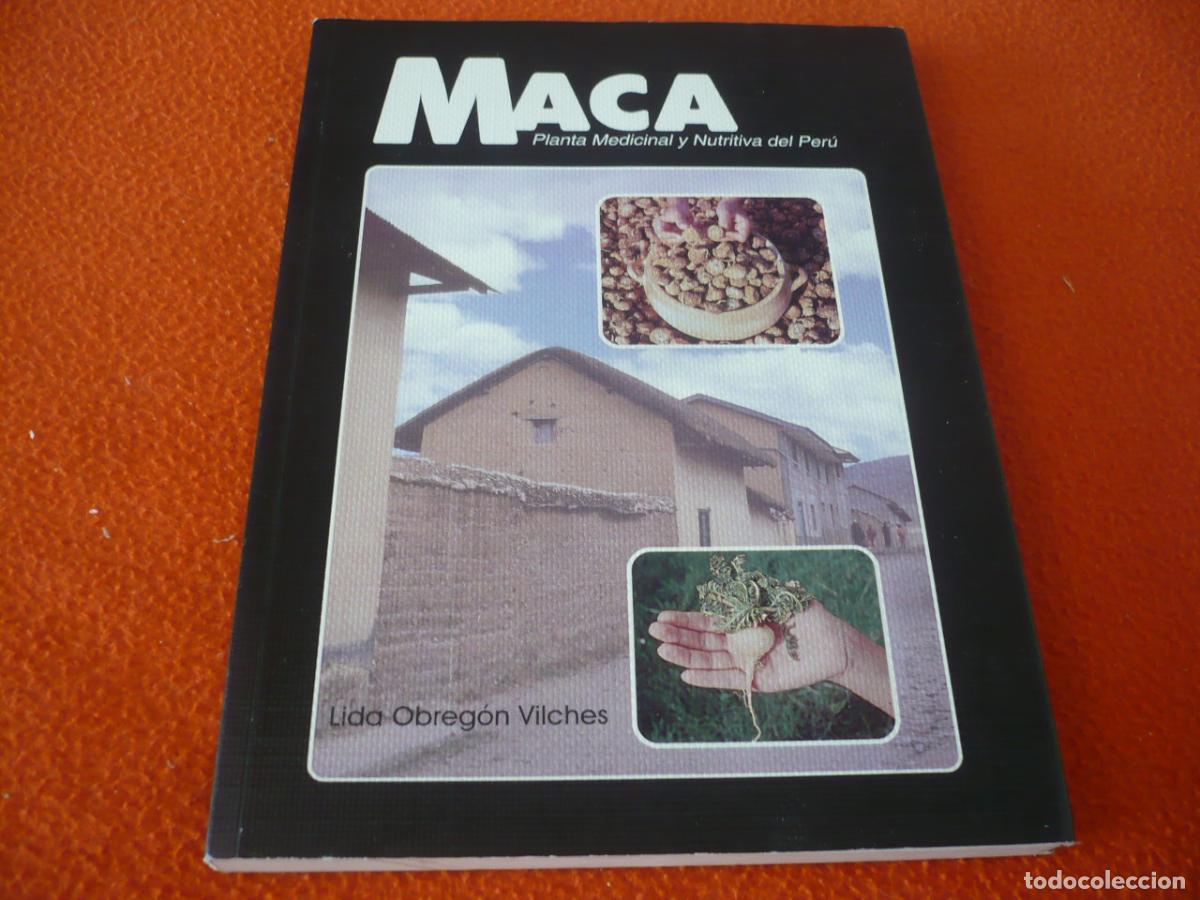 MACA
Planta Medicinal y Nutritiva del Perú
Lida Obregón Vilches
todocoleccion